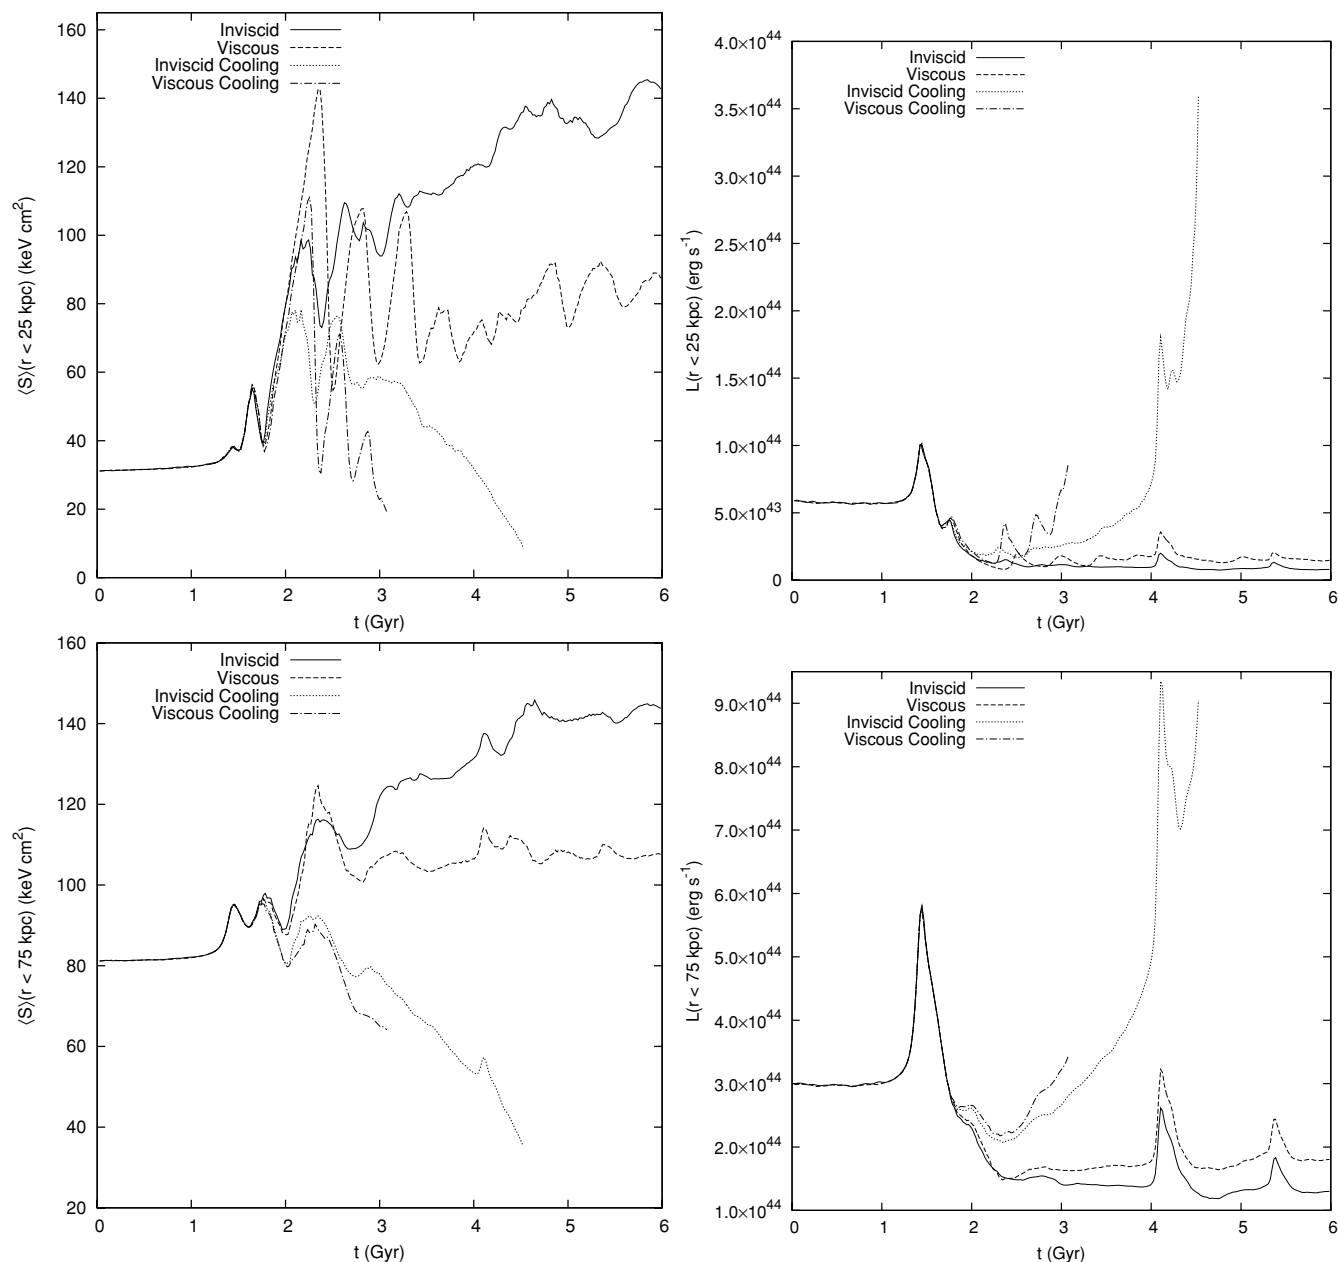 160
140
120
100
80
60
40
20
0
⟨S⟩(r < 25 kpc) (keV cm²)
Inviscid
Viscous
Inviscid Cooling
Viscous Cooling
0 1 2 3 4 5 6
t (Gyr)
4.0×10⁴⁴
3.5×10⁴⁴
3.0×10⁴⁴
2.5×10⁴⁴
2.0×10⁴⁴
1.5×10⁴⁴
1.0×10⁴⁴
5.0×10⁴³
0
L(r < 25 kpc) (erg s⁻¹)
Inviscid
Viscous
Inviscid Cooling
Viscous Cooling
0 1 2 3 4 5 6
t (Gyr)
160
140
120
100
80
60
40
20
⟨S⟩(r < 75 kpc) (keV cm²)
Inviscid
Viscous
Inviscid Cooling
Viscous Cooling
0 1 2 3 4 5 6
t (Gyr)
9.0×10⁴⁴
8.0×10⁴⁴
7.0×10⁴⁴
6.0×10⁴⁴
5.0×10⁴⁴
4.0×10⁴⁴
3.0×10⁴⁴
2.0×10⁴⁴
1.0×10⁴⁴
L(r < 75 kpc) (erg s⁻¹)
Inviscid
Viscous
Inviscid Cooling
Viscous Cooling
0 1 2 3 4 5 6
t (Gyr)